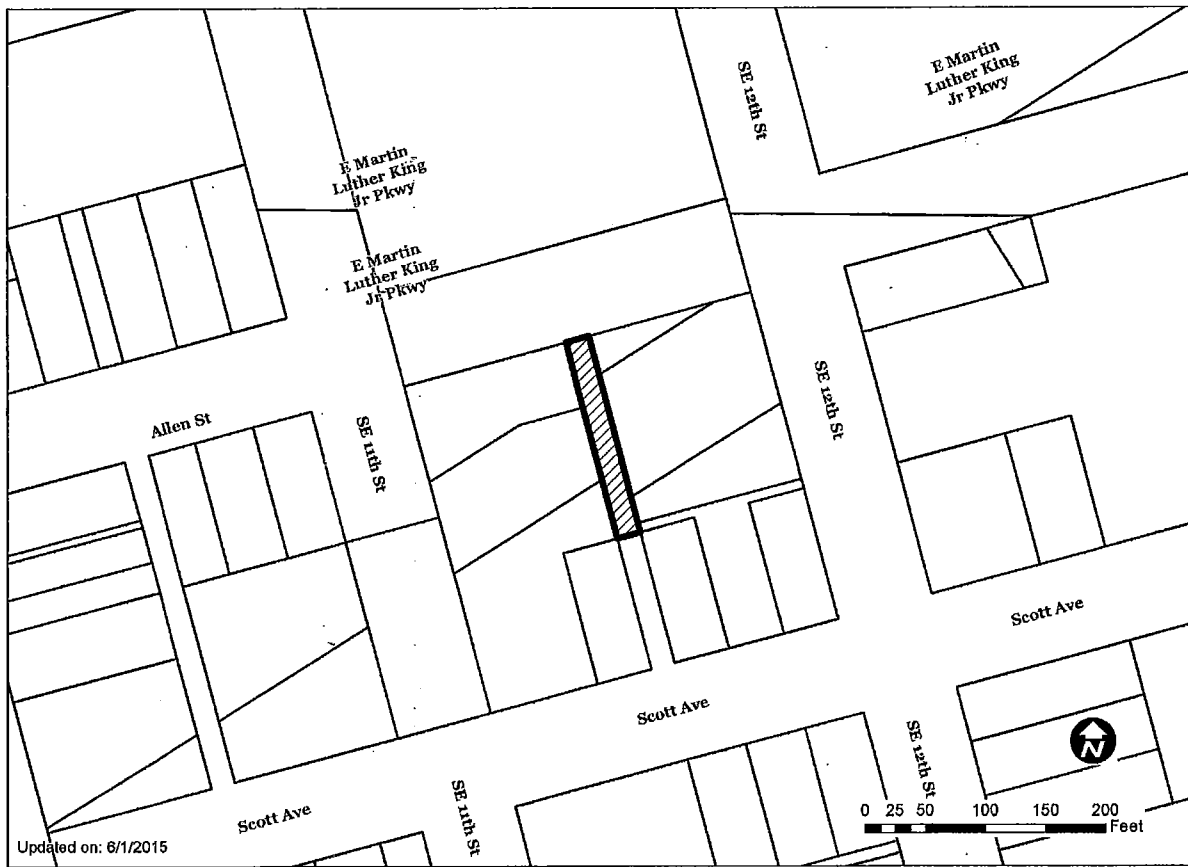 E Martin
Luther King
Jr Pkwy
SE 12th St
E Martin
Luther King
Jr Pkwy
E Martin
Luther King
Jr Pkwy
SE 12th St
Allen St
SE 11th St
Scott Ave
Scott Ave
N
SE 12th St
0 25 50 100 150 200
Feet
Scott Ave
SE 11th St
Updated on: 6/1/2015